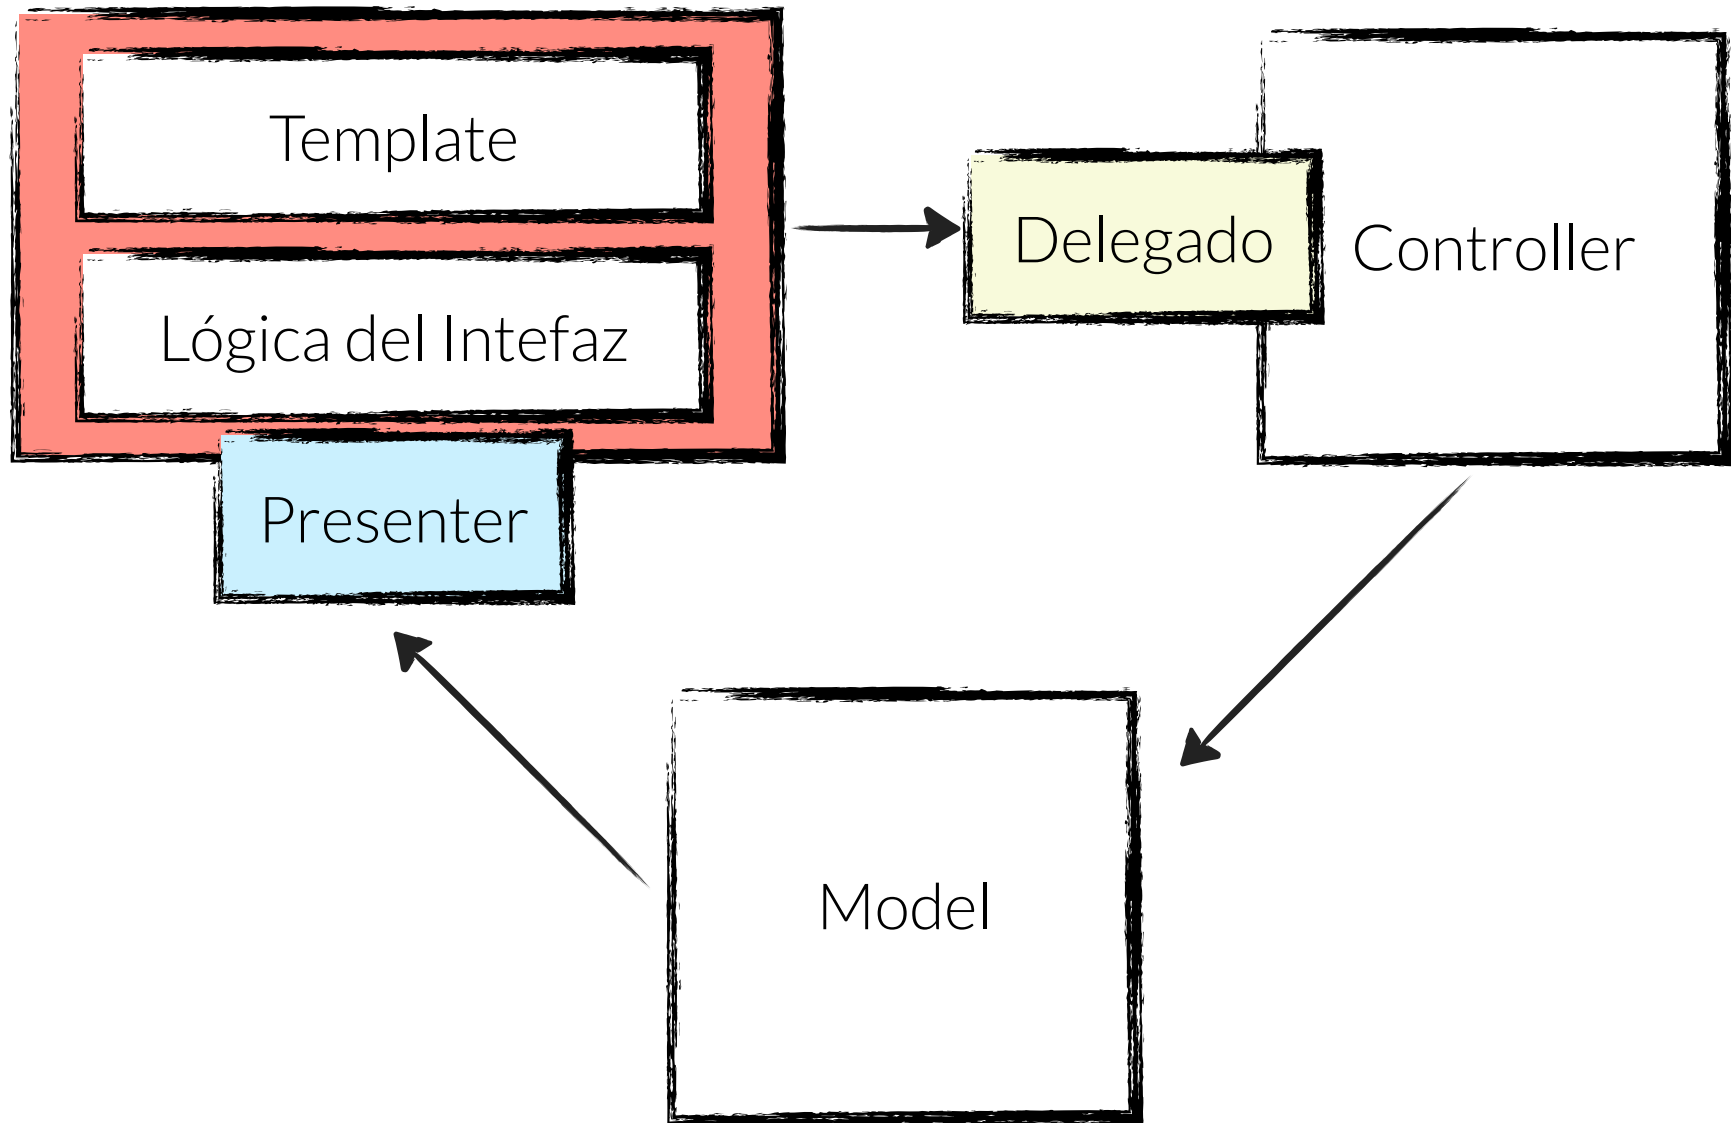 Template
Lógica del Intefaz
Delegado
Controller
Presenter
Model